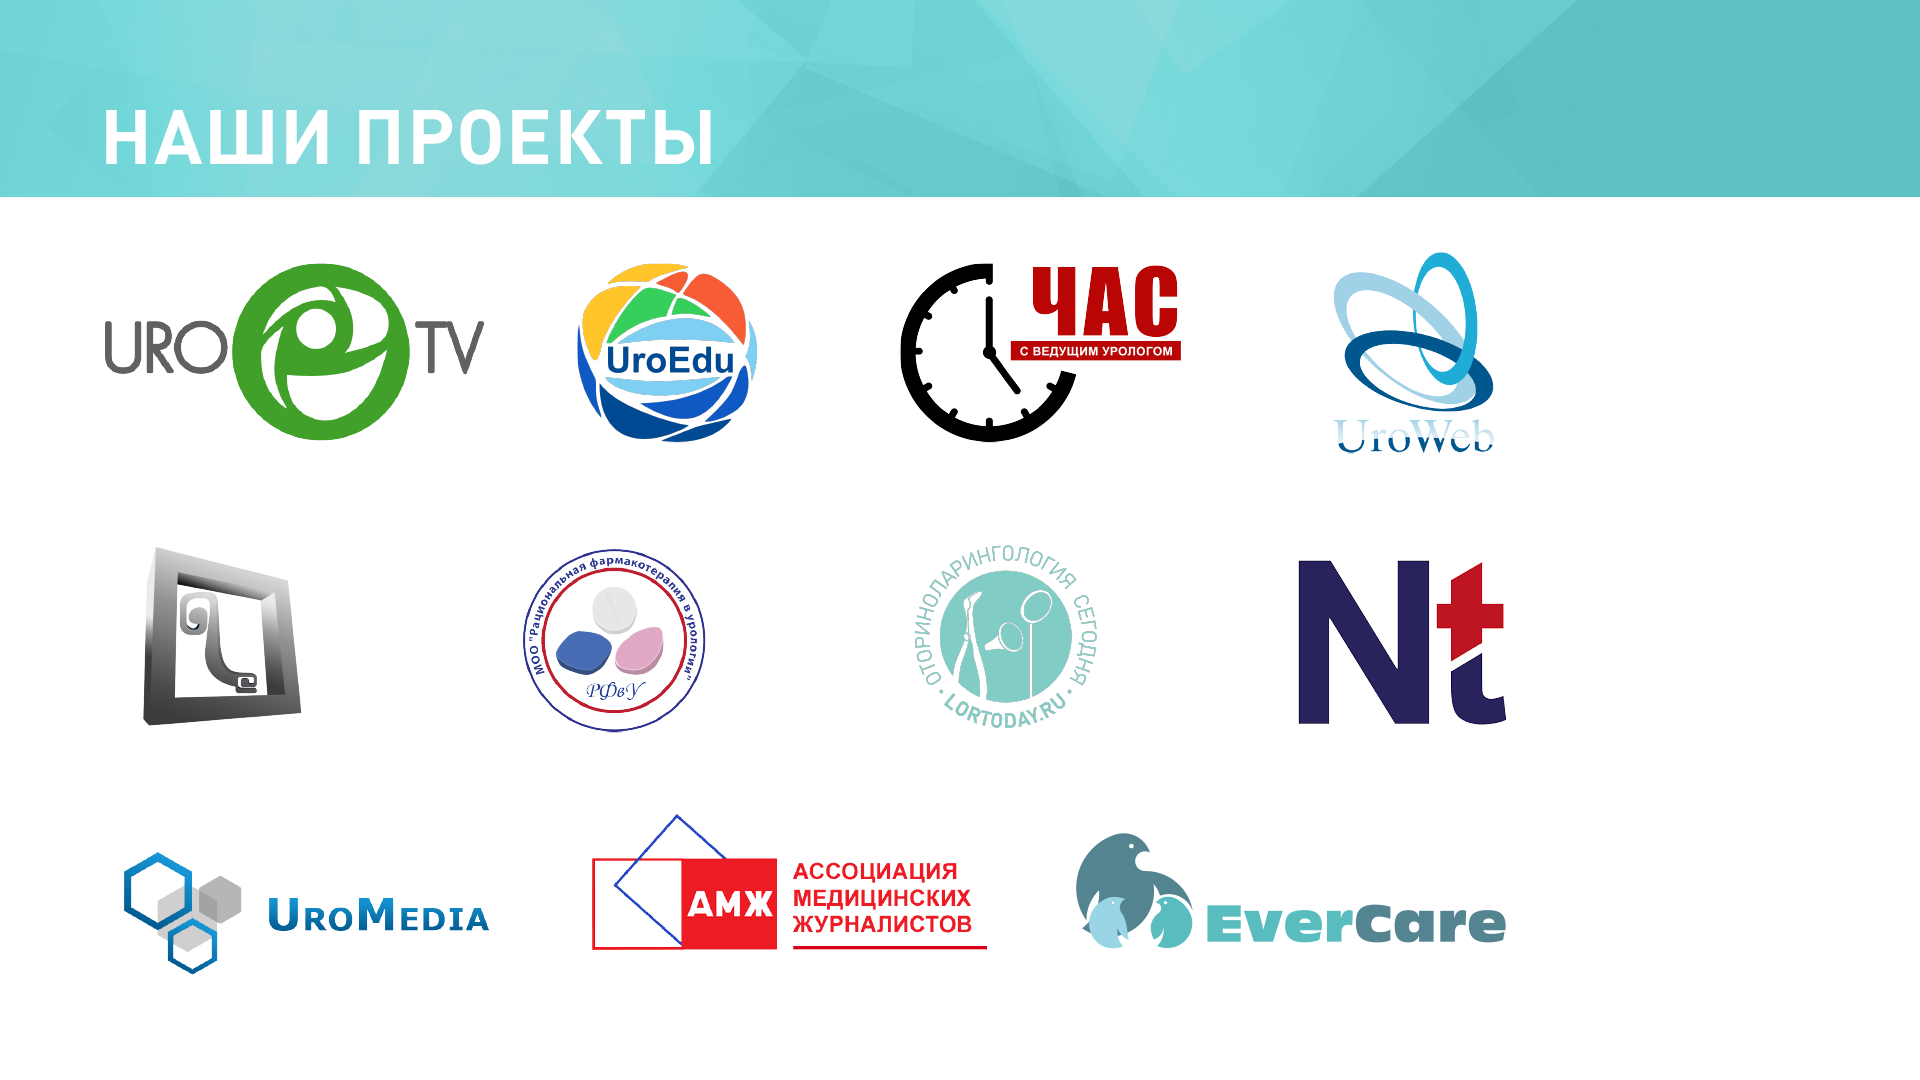 НАШИ ПРОЕКТЫ
URO TV
UroEdu
ЧАС
С ВЕДУЩИМ УРОЛОГОМ
UroWeb
МОО "Рациональная фармакотерапия в урологии"
РФвУ
ОТОРИНОЛАРИНГОЛОГИЯ СЕГОДНЯ
• LORTODAY.RU •
Nt
UROMEDIA
АМЖ
АССОЦИАЦИЯ
МЕДИЦИНСКИХ
ЖУРНАЛИСТОВ
EverCare